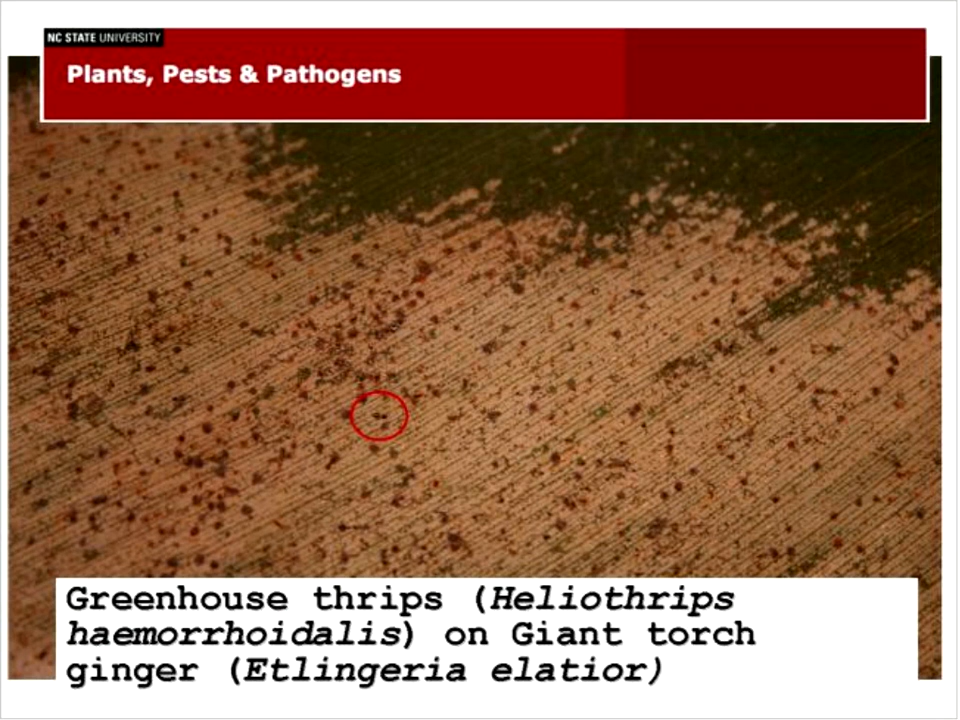 NC STATE UNIVERSITY
Plants, Pests & Pathogens
Greenhouse thrips (Heliothrips
haemorrhoidalis) on Giant torch
ginger (Etlingeria elatior)